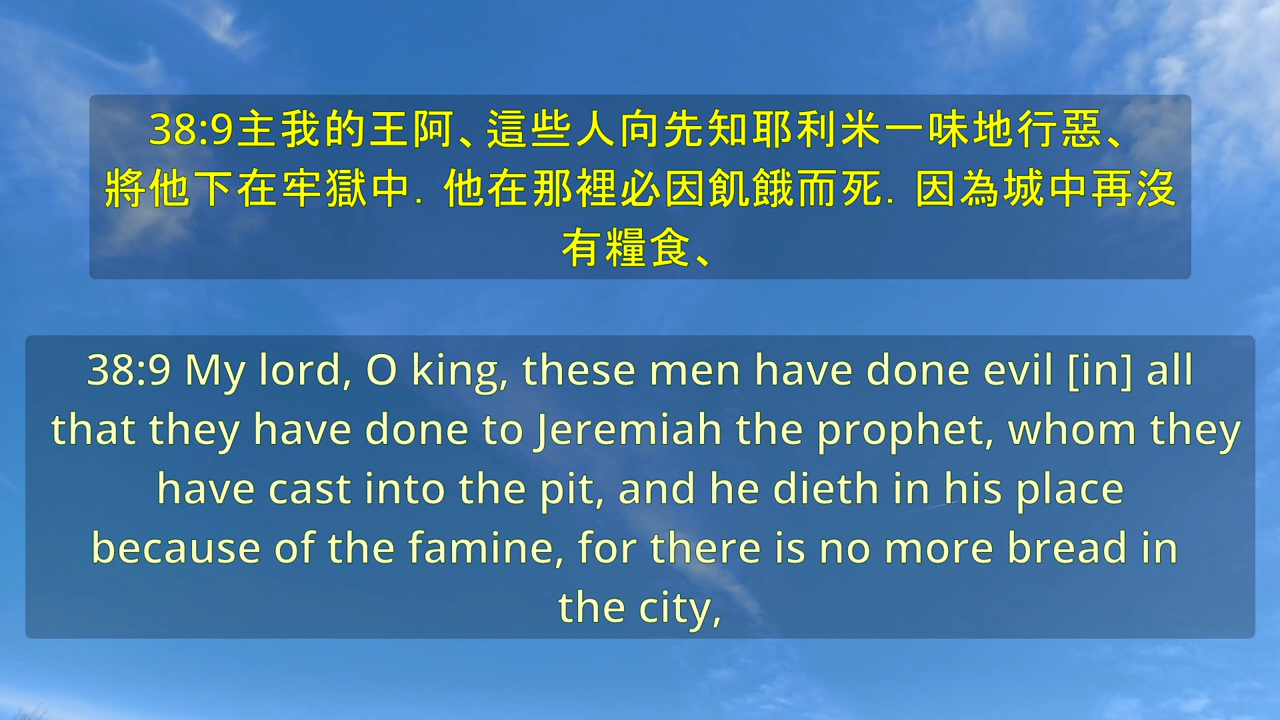 38:9主我的王阿、這些人向先知耶利米一味地行惡、
將他下在牢獄中．他在那裡必因飢餓而死．因為城中再沒
有糧食、
38:9 My lord, O king, these men have done evil [in] all
that they have done to Jeremiah the prophet, whom they
have cast into the pit, and he dieth in his place
because of the famine, for there is no more bread in
the city,